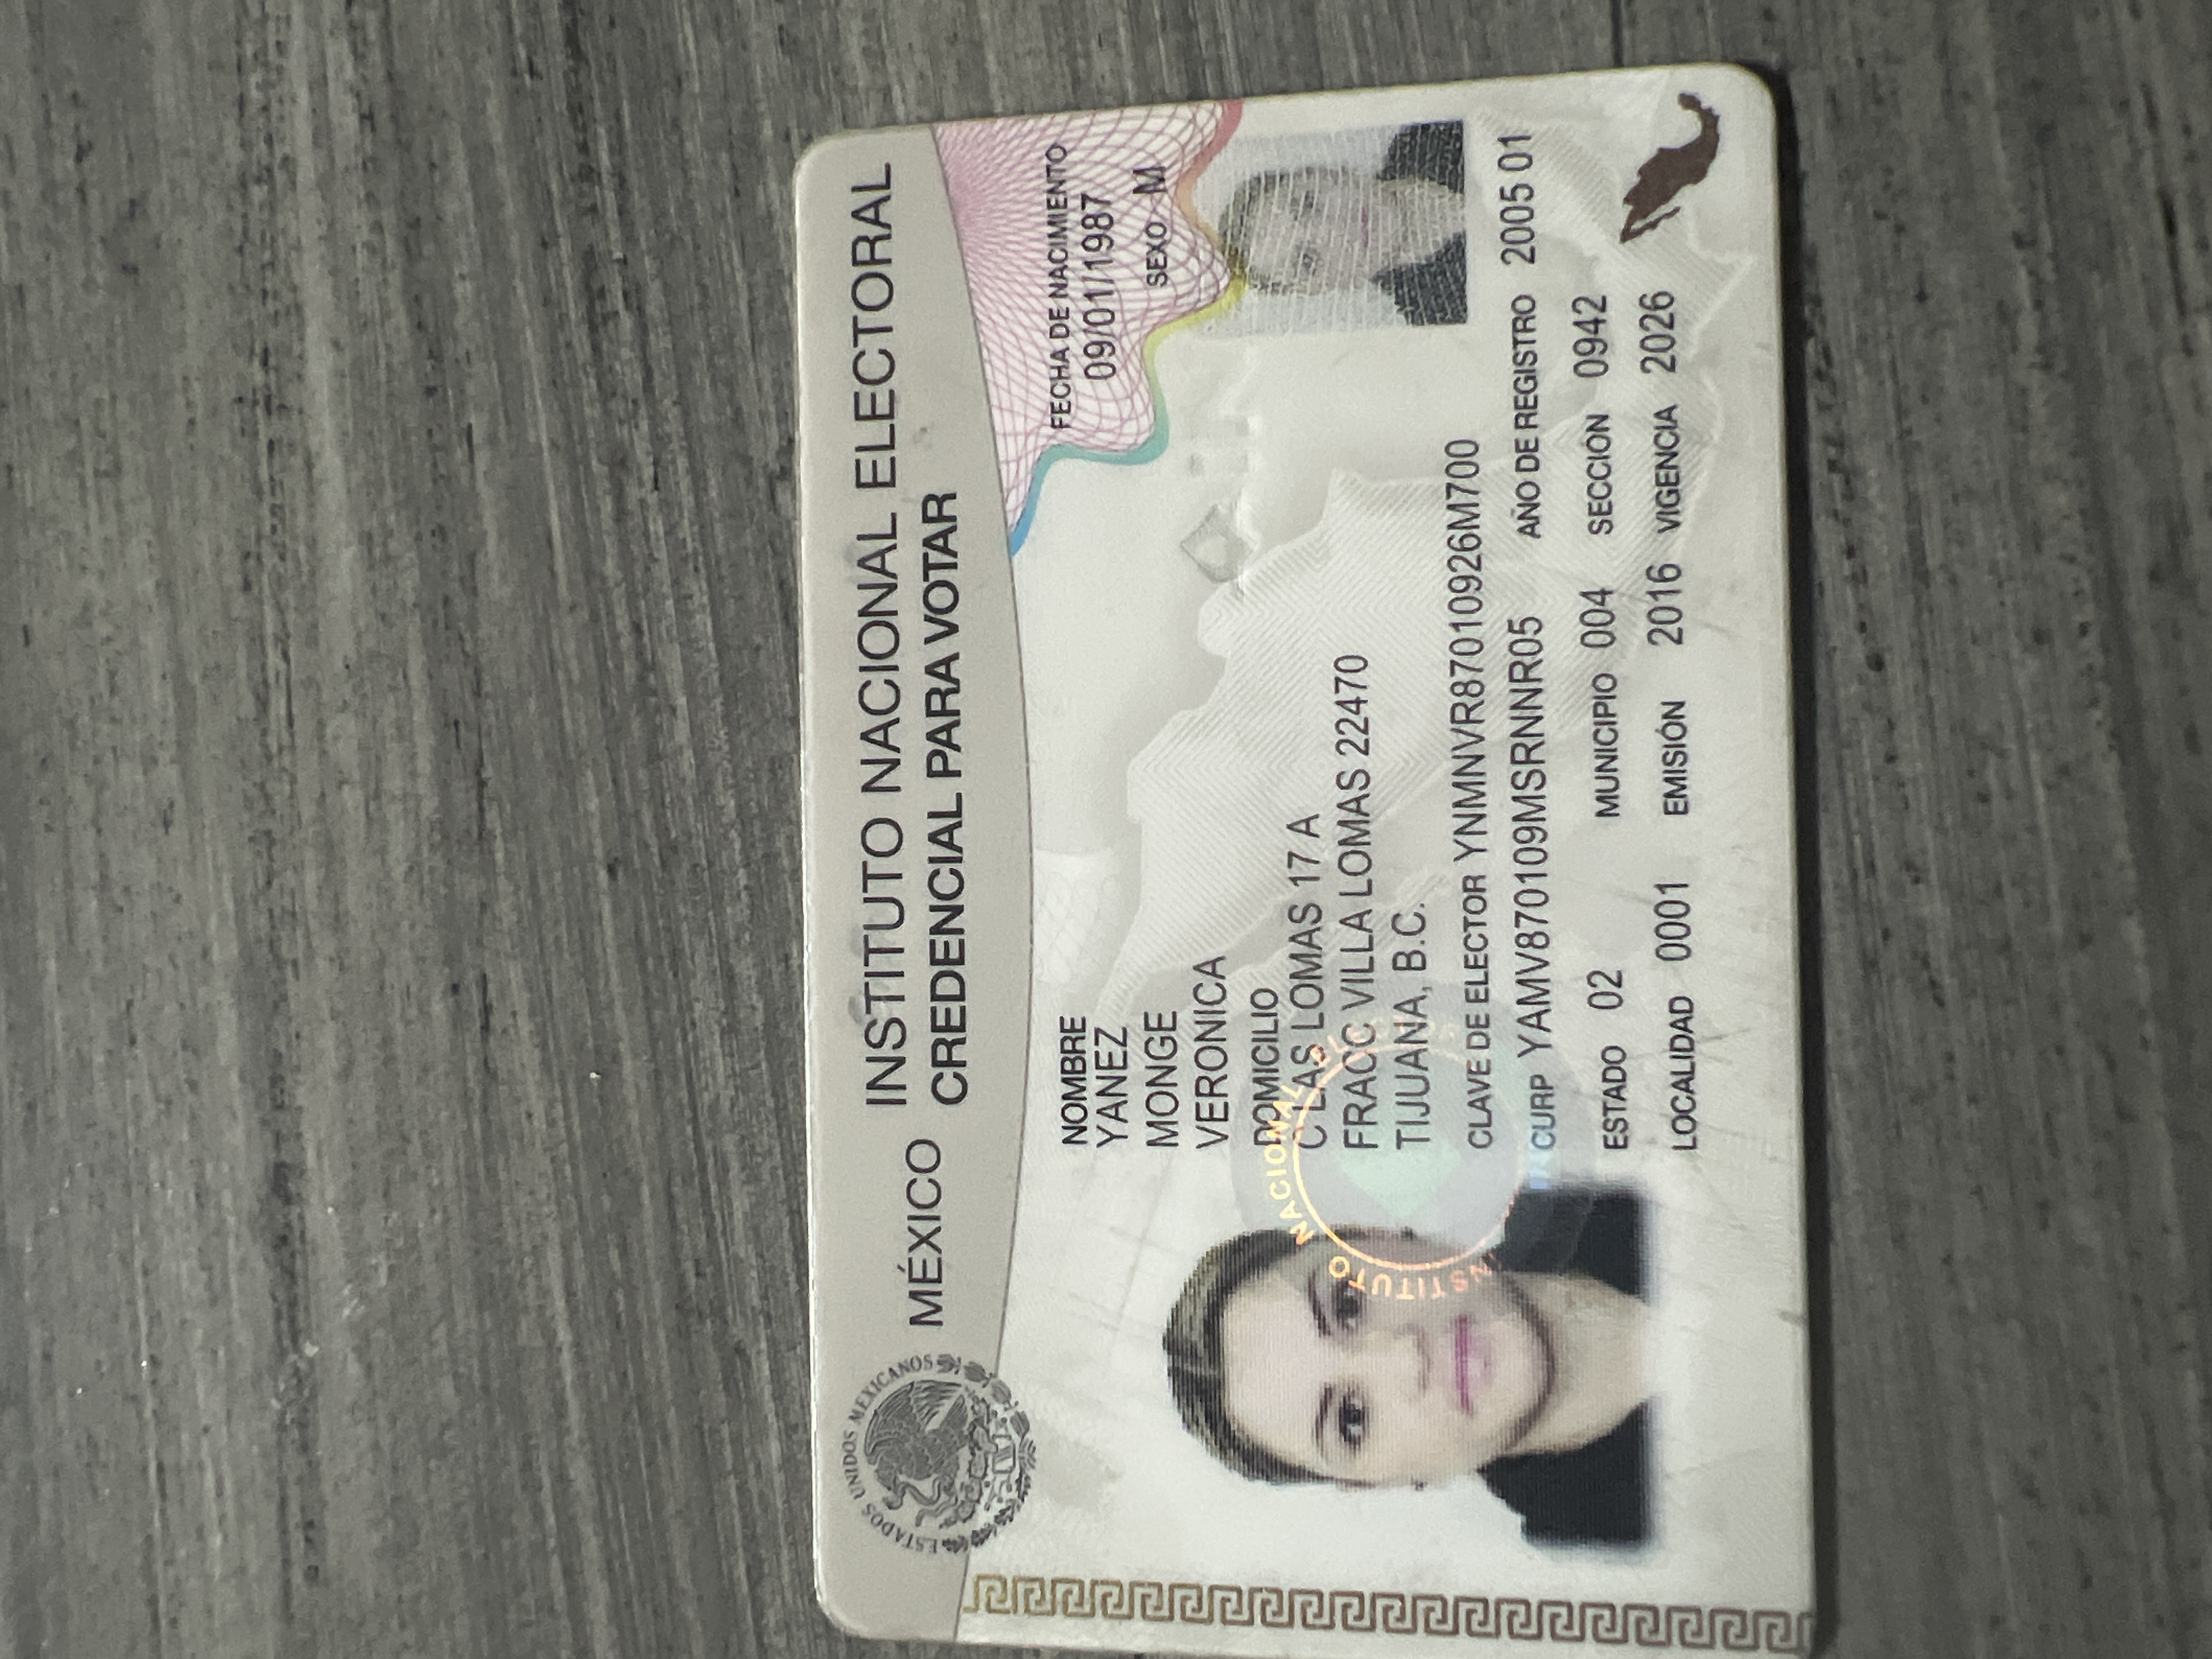 ESTADOS UNIDOS MEXICANOS
MÉXICO
INSTITUTO NACIONAL ELECTORAL
CREDENCIAL PARA VOTAR
NOMBRE
YANEZ
MONGE
VERONICA
FECHA DE NACIMIENTO
09/01/1987
SEXO M
DOMICILIO
C LAS LOMAS 17 A
FRACC VILLA LOMAS 22470
TIJUANA, B.C.
INSTITUTO NACIONAL
CLAVE DE ELECTOR YNMNVR87010926M700
CURP YAMV870109MSRNNR05 AÑO DE REGISTRO 2005 01
ESTADO 02 MUNICIPIO 004 SECCIÓN 0942
LOCALIDAD 0001 EMISIÓN 2016 VIGENCIA 2026